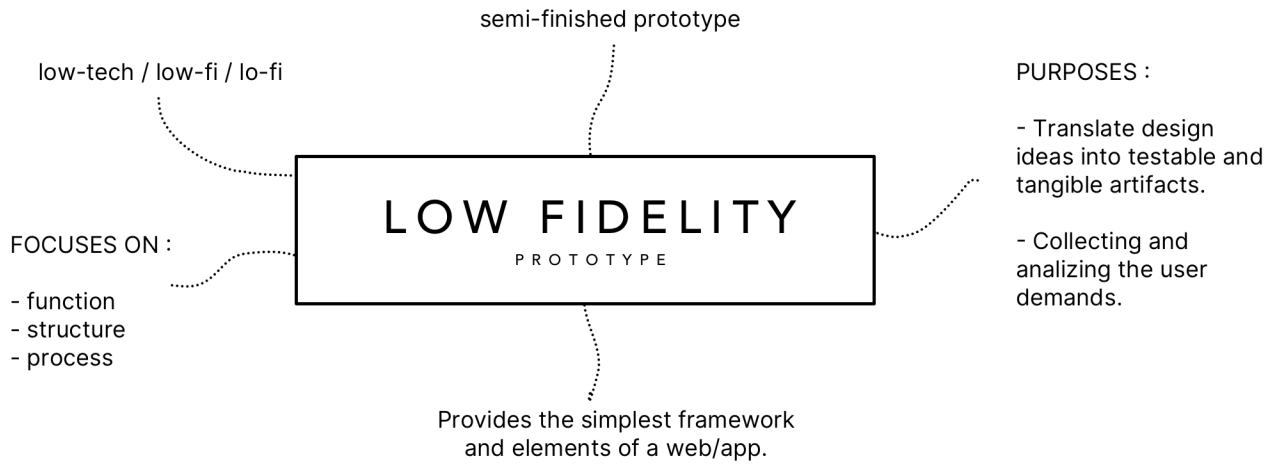 semi-finished prototype
low-tech / low-fi / lo-fi
PURPOSES :
- Translate design
ideas into testable and
tangible artifacts.
- Collecting and
analizing the user
demands.
LOW FIDELITY
PROTOTYPE
FOCUSES ON :
- function
- structure
- process
Provides the simplest framework
and elements of a web/app.